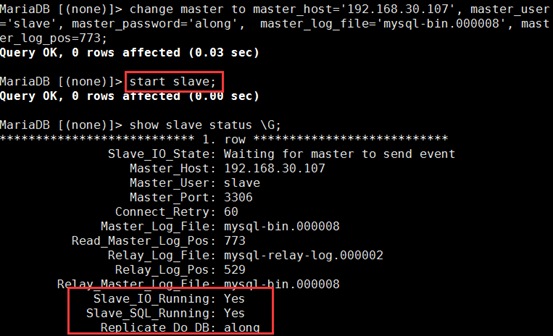 MariaDB [(none)]> change master to master_host='192.168.30.107', master_user
='slave', master_password='along',  master_log_file='mysql-bin.000008', mast
er_log_pos=773;
Query OK, 0 rows affected (0.03 sec)
MariaDB [(none)]> start slave;
Query OK, 0 rows affected (0.00 sec)
MariaDB [(none)]> show slave status \G;
*************************** 1. row ***************************
Slave_IO_State: Waiting for master to send event
Master_Host: 192.168.30.107
Master_User: slave
Master_Port: 3306
Connect_Retry: 60
Master_Log_File: mysql-bin.000008
Read_Master_Log_Pos: 773
Relay_Log_File: mysql-relay-log.000002
Relay_Log_Pos: 529
Relay_Master_Log_File: mysql-bin.000008
Slave_IO_Running: Yes
Slave_SQL_Running: Yes
Replicate_Do_DB: along